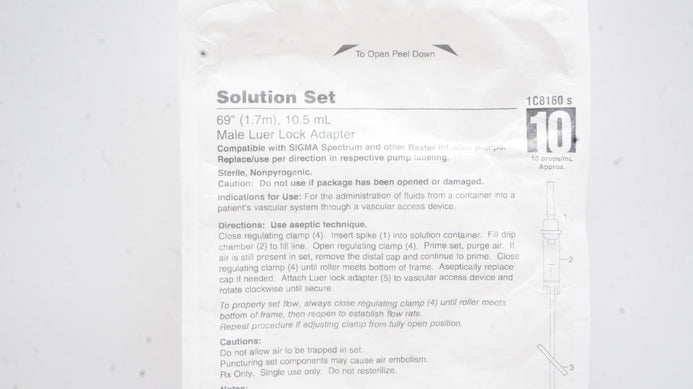 To Open Peel Down
Solution Set
1C8160 s
69" (1.7m), 10.5 mL
Male Luer Lock Adapter
10
10 drops/mL
Approx.
Compatible with SIGMA Spectrum and other Baxter infusion pumps.
Replace/use per direction in respective pump labeling.
Sterile, Nonpyrogenic.
Caution: Do not use if package has been opened or damaged.
Indications for Use: For the administration of fluids from a container into a
patient's vascular system through a vascular access device.
Directions: Use aseptic technique.
Close regulating clamp (4). Insert spike (1) into solution container. Fill drip
chamber (2) to fill line. Open regulating clamp (4). Prime set, purge air. If
air is still present in set, remove the distal cap and continue to prime. Close
regulating clamp (4) until roller meets bottom of frame. Aseptically replace
cap if needed. Attach Luer lock adapter (5) to vascular access device and
rotate clockwise until secure.
To properly set flow, always close regulating clamp (4) until roller meets
bottom of frame, then reopen to establish flow rate.
Repeat procedure if adjusting clamp from fully open position.
Cautions:
Do not allow air to be trapped in set.
Puncturing set components may cause air embolism.
Rx Only. Single use only. Do not resterilize.
Notes:
1
2
3